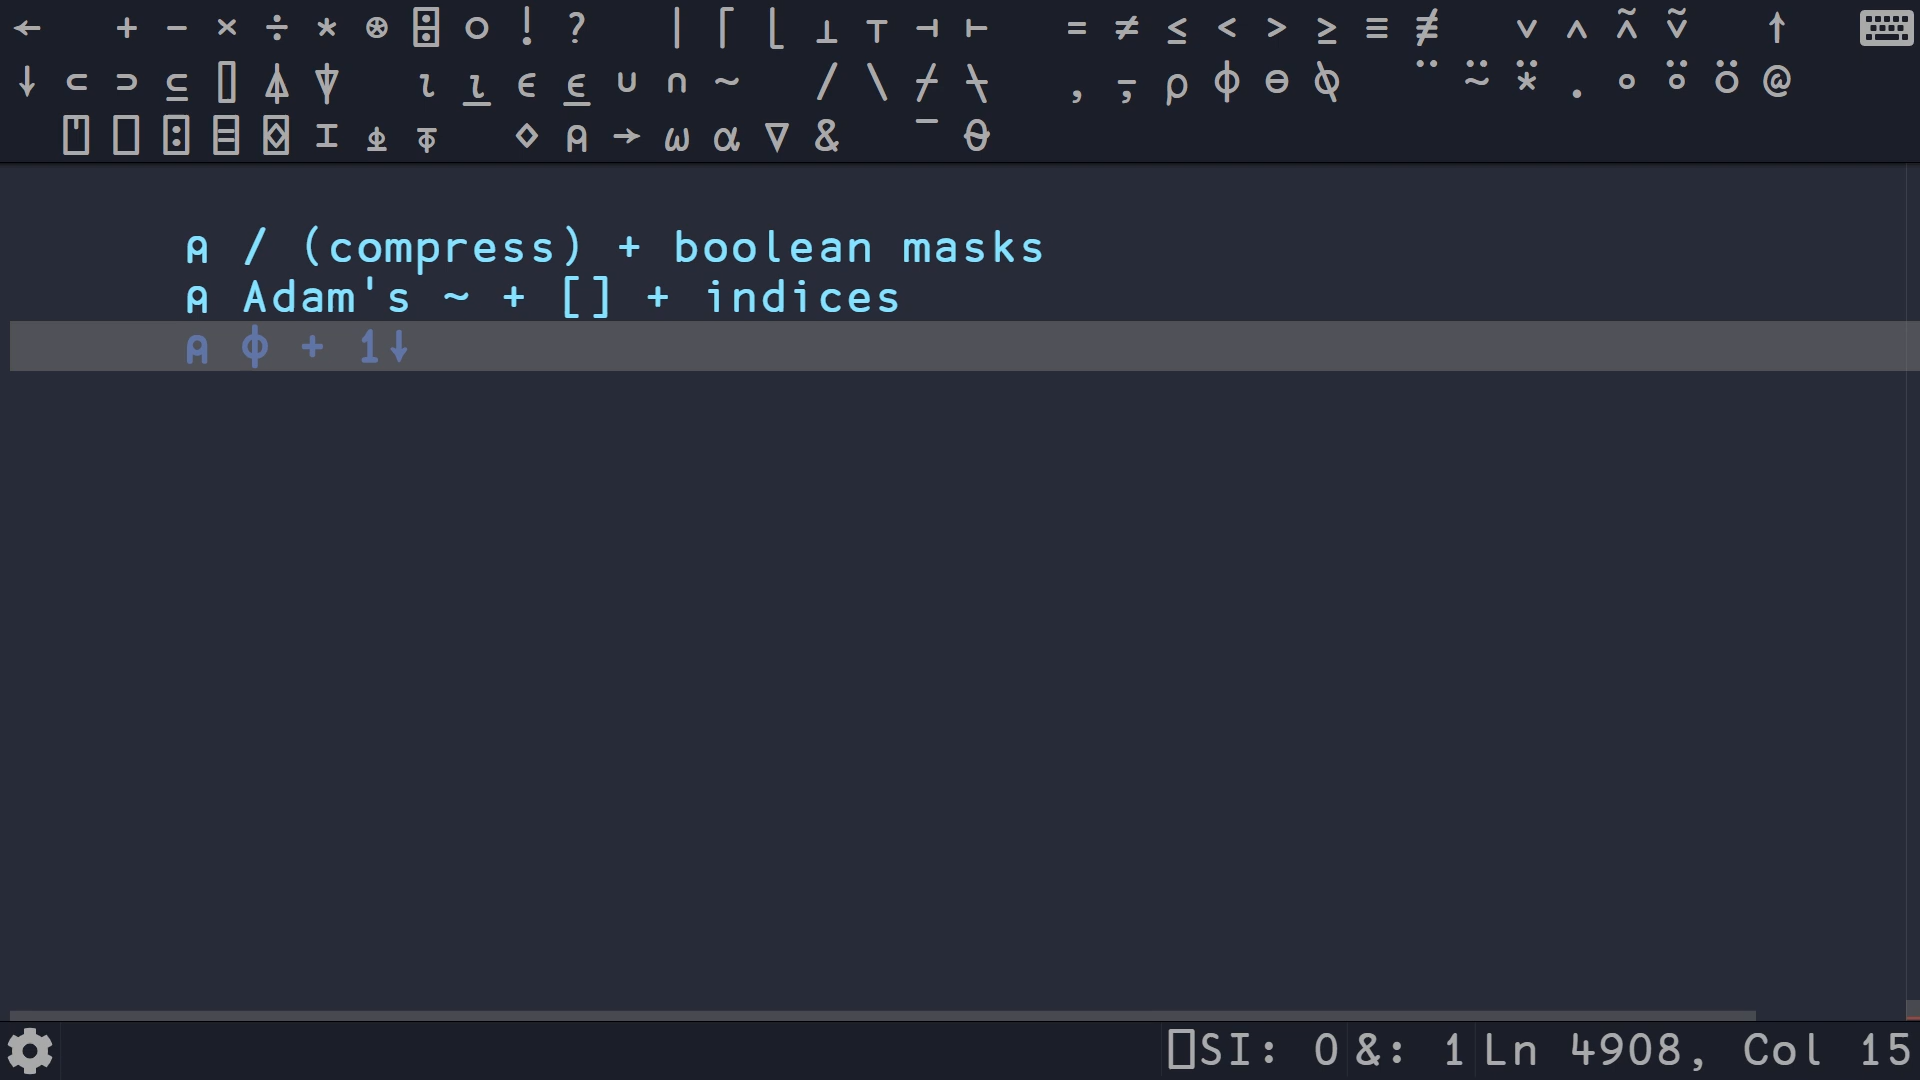 ← + - × ÷ * ⍟ ⌹ ○ ! ? | ⌈ ⌊ ⊥ ⊤ ⊣ ⊢ = ≠ ≤ < > ≥ ≡ ≢ ∨ ∧ ⍲ ⍱ ↑
↓ ⊂ ⊃ ⊆ ⌷ ⍋ ⍒ ⍳ ⍸ ∊ ⍷ ∪ ∩ ~ / \ ⌿ ⍀ , ⍪ ⍴ ⌽ ⊖ ⍉ ¨ ⍨ ⍣ . ∘ ⍤ ⍥ @
⍞ ⎕ ⍠ ⌸ ⌺ ⌶ ⍎ ⍕ ⋄ ⍝ → ⍵ ⍺ ∇ & ¯ ⍬
⍝ / (compress) + boolean masks
⍝ Adam's ~ + [] + indices
⍝ ⌽ + 1↓
⎕SI: 0 &: 1 Ln 4908, Col 15